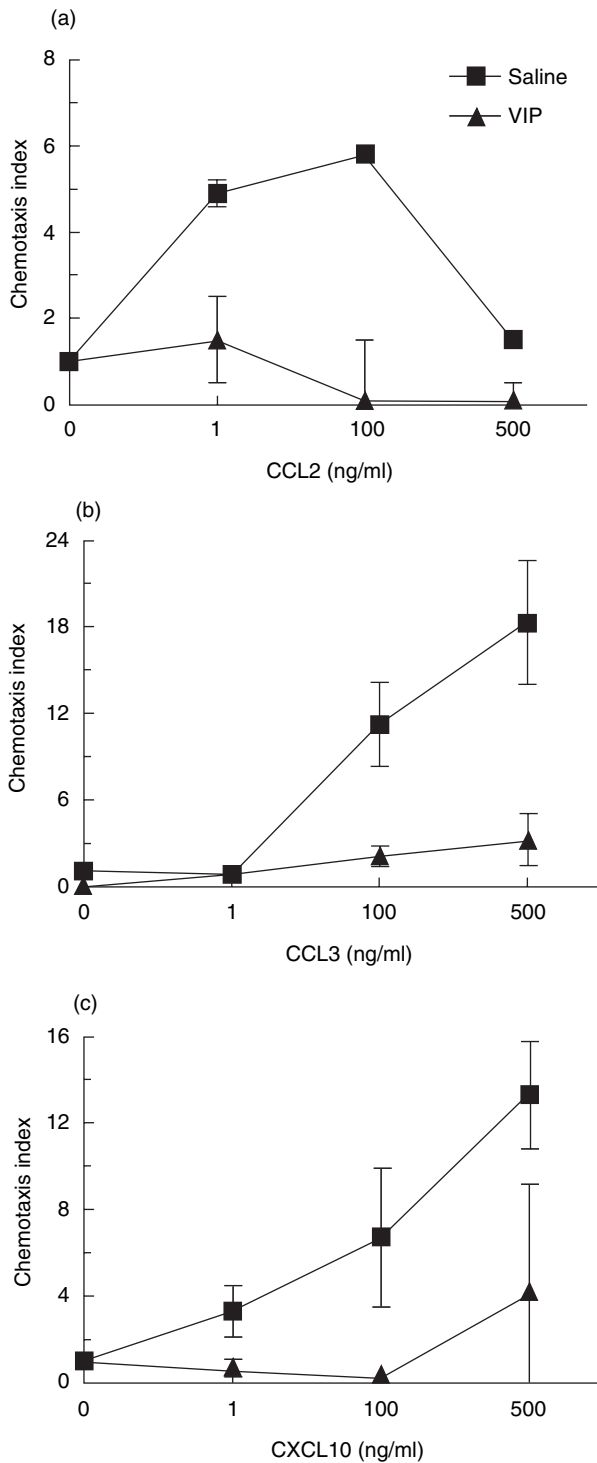 (a)
8
6
4
2
0
Chemotaxis index
Saline
VIP
0 1 100 500
CCL2 (ng/ml)
(b)
24
18
12
6
0
Chemotaxis index
0 1 100 500
CCL3 (ng/ml)
(c)
16
12
8
4
0
Chemotaxis index
0 1 100 500
CXCL10 (ng/ml)